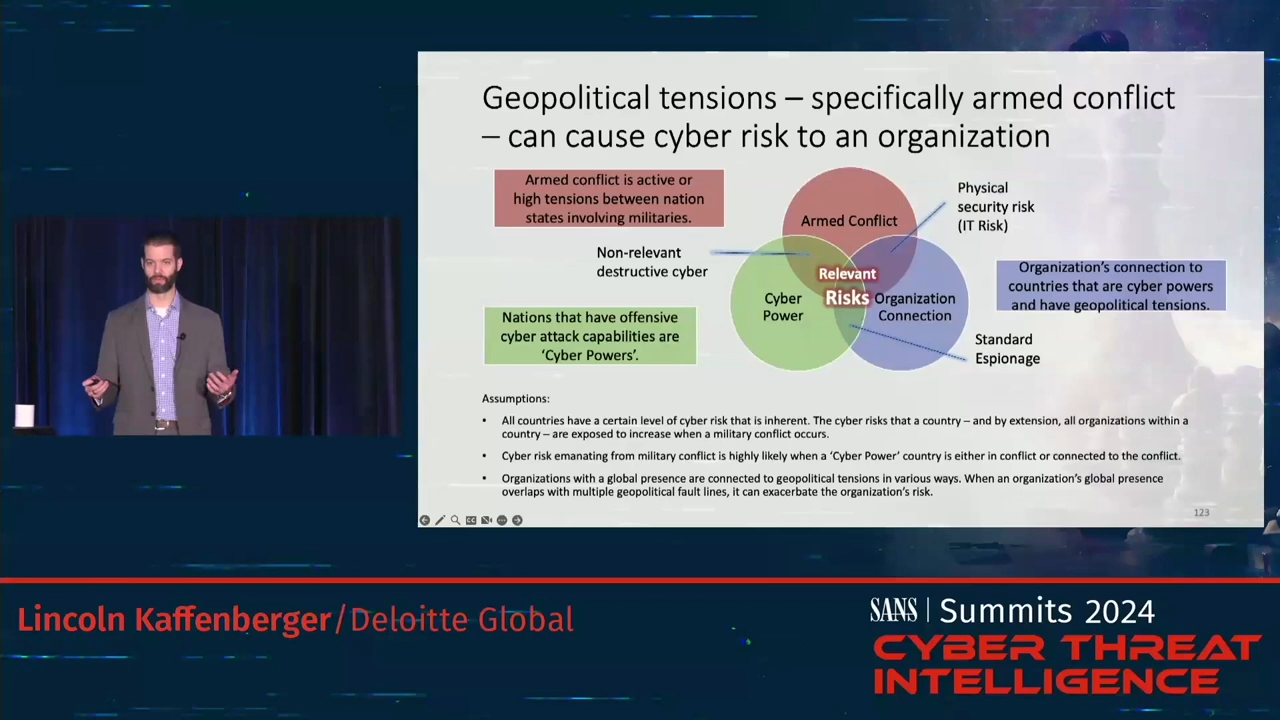 Geopolitical tensions – specifically armed conflict
– can cause cyber risk to an organization
Armed conflict is active or
high tensions between nation
states involving militaries.
Physical
security risk
(IT Risk)
Armed Conflict
Non-relevant
destructive cyber
Relevant
Risks
Cyber
Power
Organization
Connection
Organization’s connection to
countries that are cyber powers
and have geopolitical tensions.
Nations that have offensive
cyber attack capabilities are
‘Cyber Powers’.
Standard
Espionage
Assumptions:
• All countries have a certain level of cyber risk that is inherent. The cyber risks that a country – and by extension, all organizations within a
country – are exposed to increase when a military conflict occurs.
• Cyber risk emanating from military conflict is highly likely when a ‘Cyber Power’ country is either in conflict or connected to the conflict.
• Organizations with a global presence are connected to geopolitical tensions in various ways. When an organization’s global presence
overlaps with multiple geopolitical fault lines, it can exacerbate the organization’s risk.
123
Lincoln Kaffenberger/Deloitte Global
SANS | Summits 2024
CYBER THREAT
INTELLIGENCE